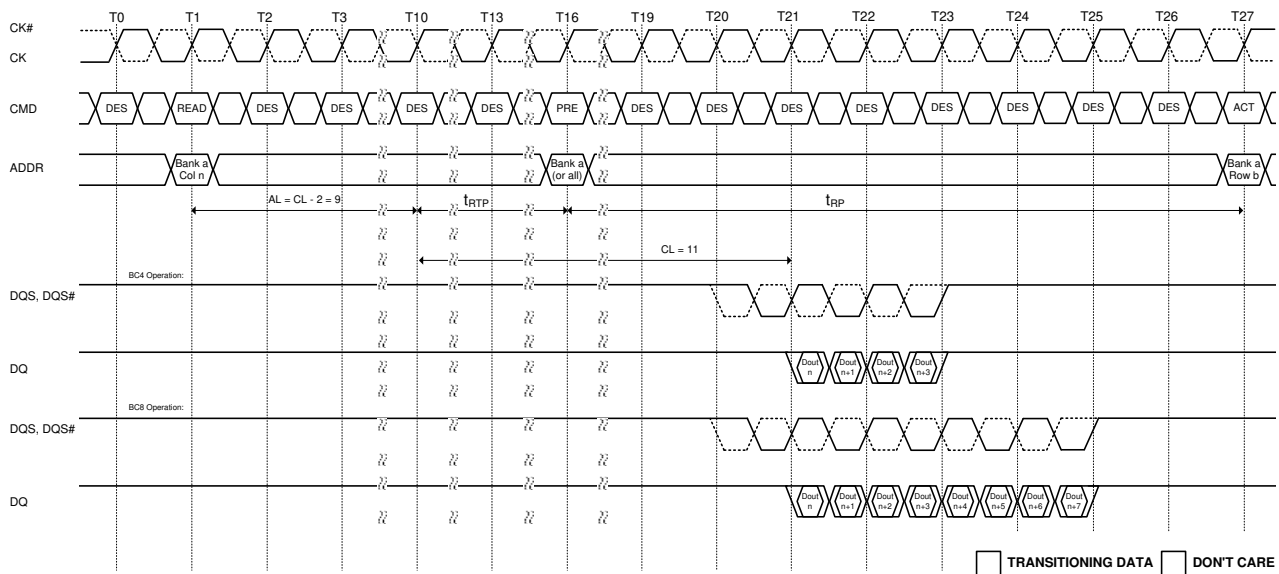 T0 T1 T2 T3 T10 T13 T16 T19 T20 T21 T22 T23 T24 T25 T26 T27
CK#
CK
CMD DES READ DES DES DES DES PRE DES DES DES DES DES DES DES DES ACT
ADDR
Bank a
Col n
Bank a
(or all)
Bank a
Row b
AL = CL - 2 = 9
tRTP
tRP
CL = 11
BC4 Operation:
DQS, DQS#
DQ
Dout
n
Dout
n+1
Dout
n+2
Dout
n+3
BC8 Operation:
DQS, DQS#
DQ
Dout
n
Dout
n+1
Dout
n+2
Dout
n+3
Dout
n+4
Dout
n+5
Dout
n+6
Dout
n+7
TRANSITIONING DATA
DON'T CARE